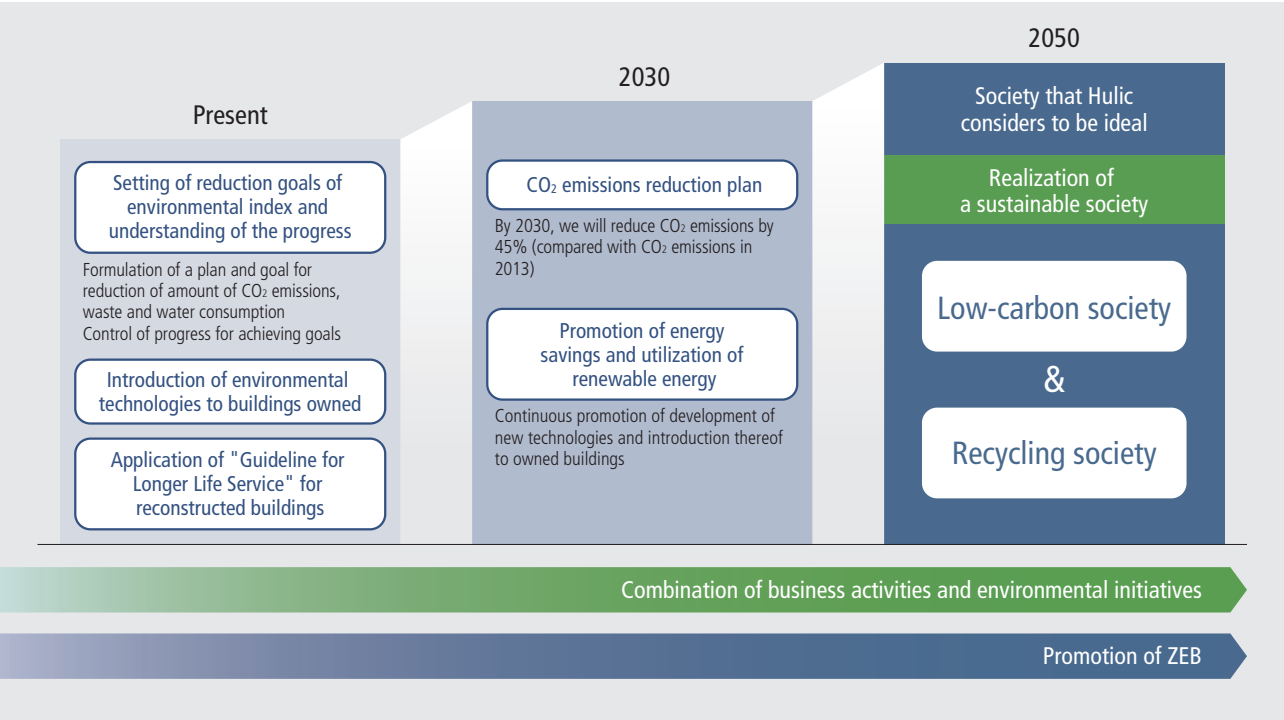 Present
Setting of reduction goals of
environmental index and
understanding of the progress
Formulation of a plan and goal for
reduction of amount of CO₂ emissions,
waste and water consumption
Control of progress for achieving goals
Introduction of environmental
technologies to buildings owned
Application of "Guideline for
Longer Life Service" for
reconstructed buildings
2030
CO₂ emissions reduction plan
By 2030, we will reduce CO₂ emissions by
45% (compared with CO₂ emissions in
2013)
Promotion of energy
savings and utilization of
renewable energy
Continuous promotion of development of
new technologies and introduction thereof
to owned buildings
2050
Society that Hulic
considers to be ideal
Realization of
a sustainable society
Low-carbon society
&
Recycling society
Combination of business activities and environmental initiatives
Promotion of ZEB